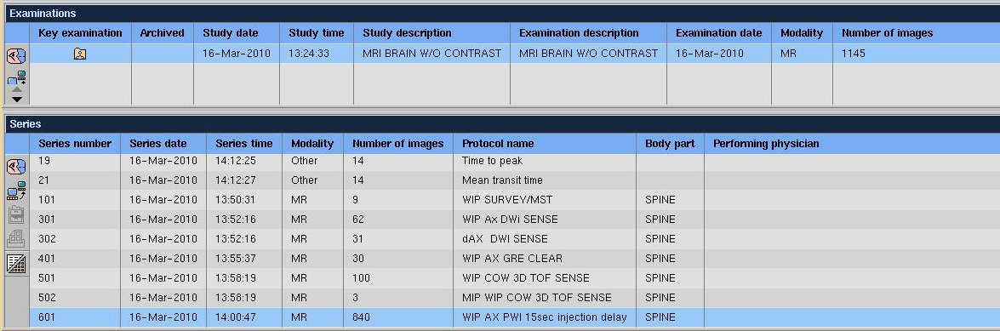 Examinations
Key examination Archived Study date Study time Study description Examination description Examination date Modality Number of images
16-Mar-2010 13:24:33 MRI BRAIN W/O CONTRAST MRI BRAIN W/O CONTRAST 16-Mar-2010 MR 1145
Series
Series number Series date Series time Modality Number of images Protocol name Body part Performing physician
19 16-Mar-2010 14:12:25 Other 14 Time to peak
21 16-Mar-2010 14:12:27 Other 14 Mean transit time
101 16-Mar-2010 13:50:31 MR 9 WIP SURVEY/MST SPINE
301 16-Mar-2010 13:52:16 MR 62 WIP Ax DWi SENSE SPINE
302 16-Mar-2010 13:52:16 MR 31 dAX DWI SENSE SPINE
401 16-Mar-2010 13:55:37 MR 30 WIP AX GRE CLEAR SPINE
501 16-Mar-2010 13:58:19 MR 100 WIP COW 3D TOF SENSE SPINE
502 16-Mar-2010 13:58:19 MR 3 MIP WIP COW 3D TOF SENSE SPINE
601 16-Mar-2010 14:00:47 MR 840 WIP AX PWI 15sec injection delay SPINE